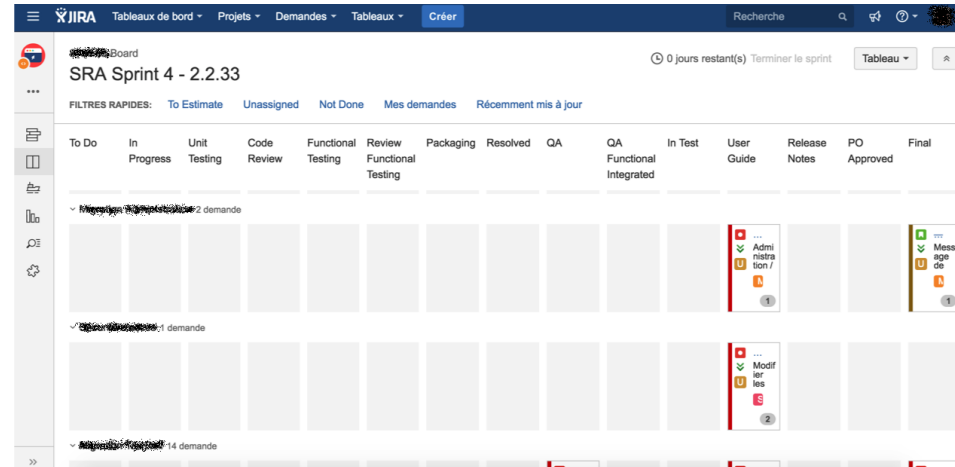 JIRA Tableaux de bord Projets Demandes Tableaux Créer Recherche
Board
SRA Sprint 4 - 2.2.33
0 jours restant(s) Terminer le sprint Tableau
FILTRES RAPIDES: To Estimate Unassigned Not Done Mes demandes Récemment mis à jour
To Do
In
Progress
Unit
Testing
Code
Review
Functional
Testing
Review
Functional
Testing
Packaging
Resolved
QA
QA
Functional
Integrated
In Test
User
Guide
Release
Notes
PO
Approved
Final
2 demande
...
Admi
nistra
tion /
U
M
1
...
Mess
age
de
U
M
1
1 demande
...
Modif
ier
les
U
S
2
14 demande